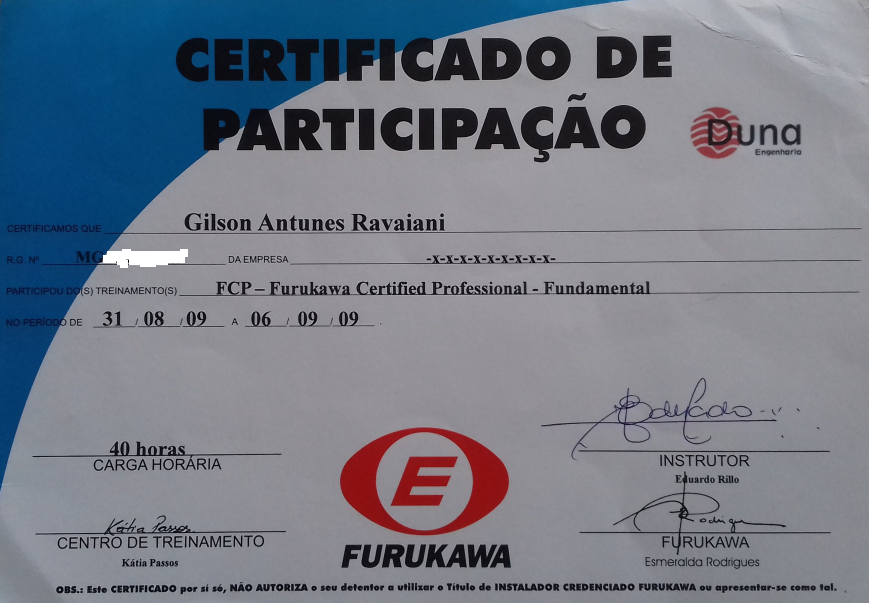 CERTIFICADO DE
PARTICIPAÇÃO
Duna
Engenharia
CERTIFICAMOS QUE Gilson Antunes Ravaiani
R.G. Nº MG DA EMPRESA -x-x-x-x-x-x-x-x-x-
PARTICIPOU DO(S) TREINAMENTO(S) FCP – Furukawa Certified Professional - Fundamental
NO PERÍODO DE 31 / 08 / 09 A 06 / 09 / 09 .
40 horas
CARGA HORÁRIA
INSTRUTOR
Eduardo Rillo
Kátia Passos
CENTRO DE TREINAMENTO
Kátia Passos
E
FURUKAWA
Rodrigues
FURUKAWA
Esmeralda Rodrigues
OBS.: Este CERTIFICADO por sí só, NÃO AUTORIZA o seu detentor a utilizar o Título de INSTALADOR CREDENCIADO FURUKAWA ou apresentar-se como tal.